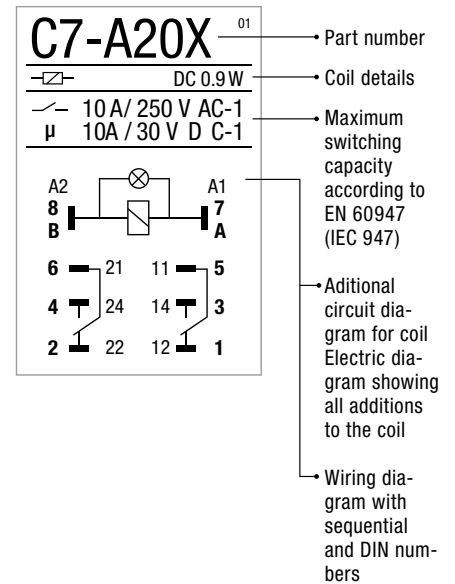 C7-A20X 01
DC 0.9 W
10 A/ 250 V AC-1
µ 10A / 30 V D C-1
A2 A1
8 7
B A
6 21 11 5
4 24 14 3
2 22 12 1
Part number
Coil details
Maximum
switching
capacity
according to
EN 60947
(IEC 947)
Aditional
circuit dia-
gram for coil
Electric dia-
gram showing
all additions
to the coil
Wiring dia-
gram with
sequential
and DIN num-
bers